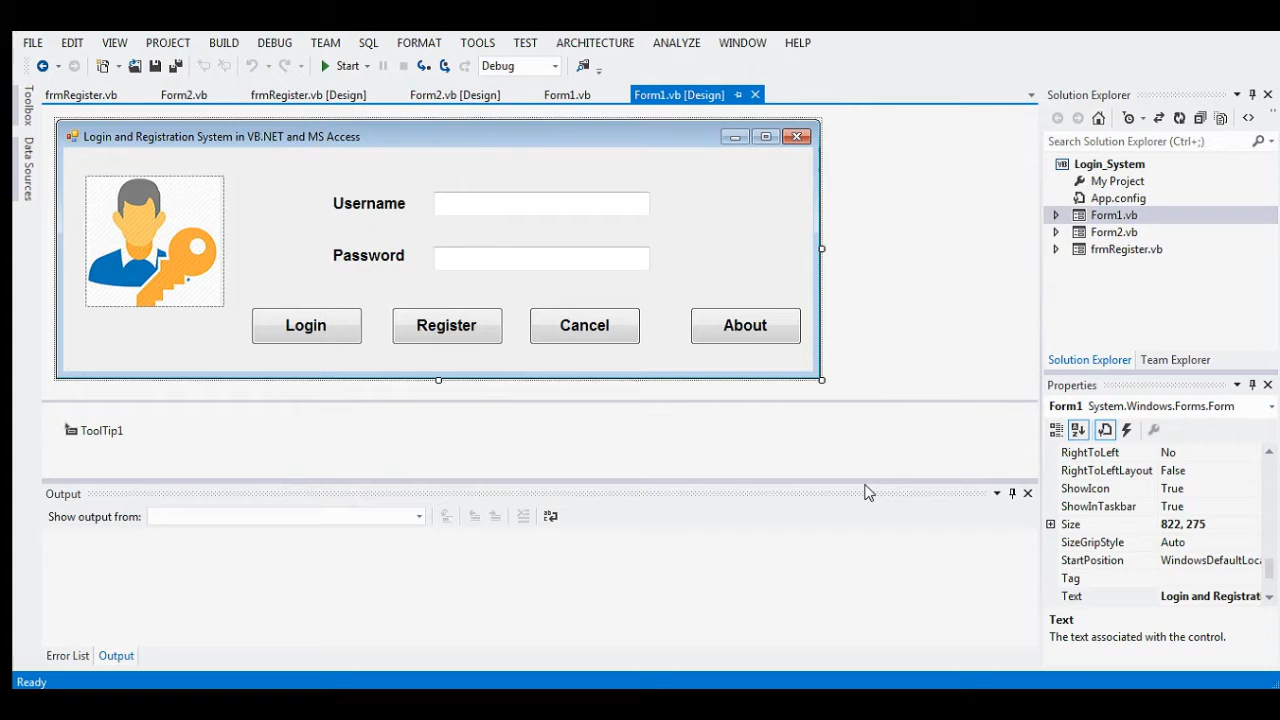 FILE EDIT VIEW PROJECT BUILD DEBUG TEAM SQL FORMAT TOOLS TEST ARCHITECTURE ANALYZE WINDOW HELP
Start Debug
frmRegister.vb Form2.vb frmRegister.vb [Design] Form2.vb [Design] Form1.vb Form1.vb [Design]
Toolbox
Data Sources
Login and Registration System in VB.NET and MS Access
Username
Password
Login Register Cancel About
ToolTip1
Output
Show output from:
Error List Output
Ready
Solution Explorer
Search Solution Explorer (Ctrl+;)
VB Login_System
My Project
App.config
Form1.vb
Form2.vb
frmRegister.vb
Solution Explorer Team Explorer
Properties
Form1 System.Windows.Forms.Form
RightToLeft No
RightToLeftLayout False
ShowIcon True
ShowInTaskbar True
Size 822, 275
SizeGripStyle Auto
StartPosition WindowsDefaultLoca
Tag
Text Login and Registrat
Text
The text associated with the control.